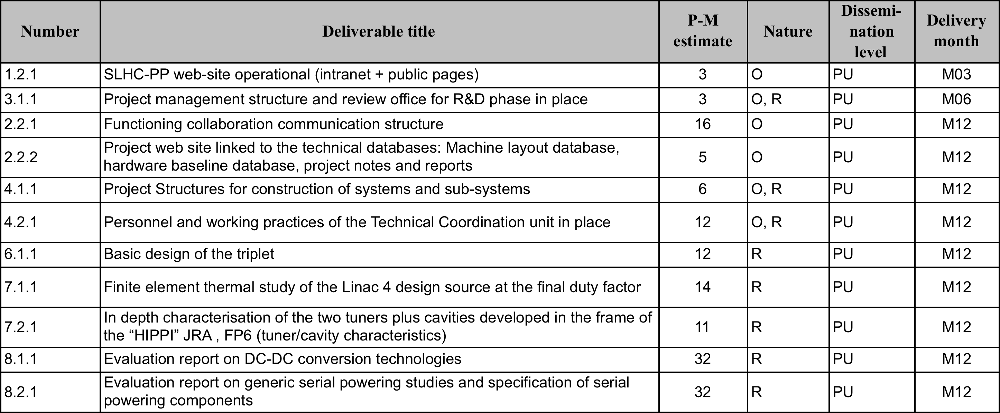 Number Deliverable title P-M estimate Nature Dissemi-nation level Delivery month
1.2.1 SLHC-PP web-site operational (intranet + public pages) 3 O PU M03
3.1.1 Project management structure and review office for R&D phase in place 3 O, R PU M06
2.2.1 Functioning collaboration communication structure 16 O PU M12
2.2.2 Project web site linked to the technical databases: Machine layout database,
hardware baseline database, project notes and reports 5 O PU M12
4.1.1 Project Structures for construction of systems and sub-systems 6 O, R PU M12
4.2.1 Personnel and working practices of the Technical Coordination unit in place 12 O, R PU M12
6.1.1 Basic design of the triplet 12 R PU M12
7.1.1 Finite element thermal study of the Linac 4 design source at the final duty factor 14 R PU M12
7.2.1 In depth characterisation of the two tuners plus cavities developed in the frame of
the “HIPPI” JRA , FP6 (tuner/cavity characteristics) 11 R PU M12
8.1.1 Evaluation report on DC-DC conversion technologies 32 R PU M12
8.2.1 Evaluation report on generic serial powering studies and specification of serial
powering components 32 R PU M12